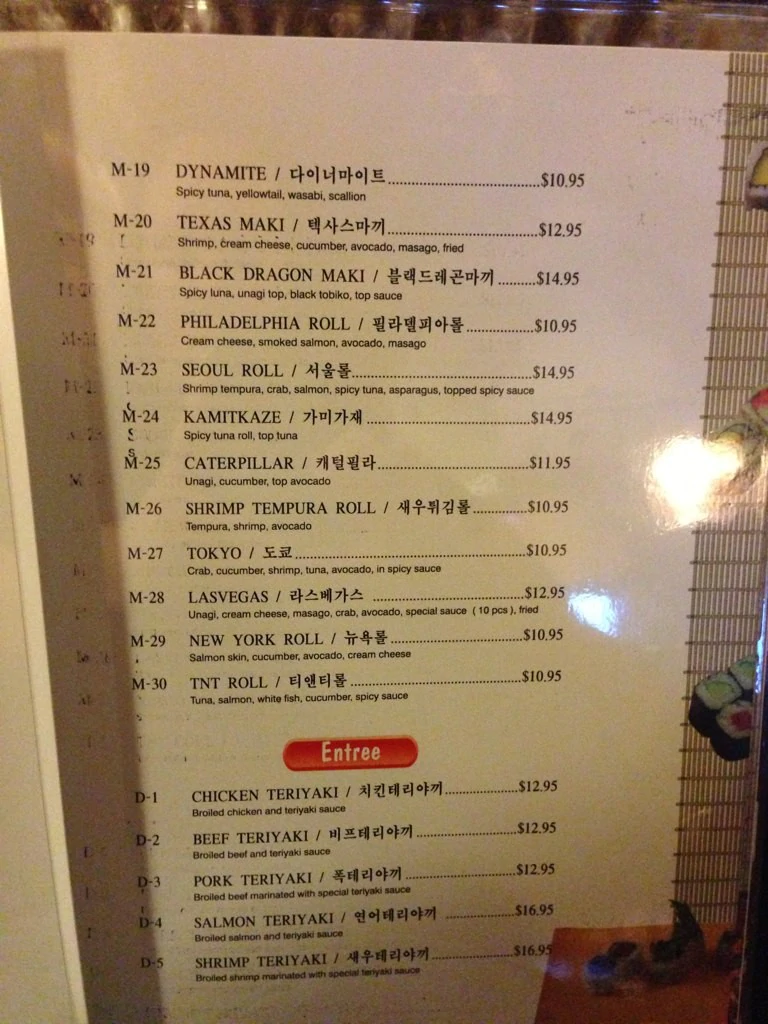 M-19 DYNAMITE / 다이너마이트..............................$10.95
Spicy tuna, yellowtail, wasabi, scallion
M-20 TEXAS MAKI / 텍사스마끼..............................$12.95
Shrimp, cream cheese, cucumber, avocado, masago, fried
M-21 BLACK DRAGON MAKI / 블랙드레곤마끼..........$14.95
Spicy luna, unagi top, black tobiko, top sauce
M-22 PHILADELPHIA ROLL / 필라델피아롤................$10.95
Cream cheese, smoked salmon, avocado, masago
M-23 SEOUL ROLL / 서울롤..............................$14.95
Shrimp tempura, crab, salmon, spicy tuna, asparagus, topped spicy sauce
M-24 KAMITKAZE / 가미가재..............................$14.95
Spicy tuna roll, top tuna
M-25 CATERPILLAR / 캐털필라..............................$11.95
Unagi, cucumber, top avocado
M-26 SHRIMP TEMPURA ROLL / 새우튀김롤..............$10.95
Tempura, shrimp, avocado
M-27 TOKYO / 도쿄..............................$10.95
Crab, cucumber, shrimp, tuna, avocado, in spicy sauce
M-28 LASVEGAS / 라스베가스 ..............................$12.95
Unagi, cream cheese, masago, crab, avocado, special sauce ( 10 pcs ), fried
M-29 NEW YORK ROLL / 뉴욕롤..............................$10.95
Salmon skin, cucumber, avocado, cream cheese
M-30 TNT ROLL / 티앤티롤..............................$10.95
Tuna, salmon, white fish, cucumber, spicy sauce
Entree
D-1 CHICKEN TERIYAKI / 치킨테리야끼..................$12.95
Broiled chicken and teriyaki sauce
D-2 BEEF TERIYAKI / 비프테리야끼..........................$12.95
Broiled beef and teriyaki sauce
D-3 PORK TERIYAKI / 폭테리야끼..........................$12.95
Broiled beef marinated with special teriyaki sauce
D-4 SALMON TERIYAKI / 연어테리야끼 ..................$16.95
Broiled salmon and teriyaki sauce
D-5 SHRIMP TERIYAKI / 새우테리야끼....................$16.95
Broiled shrimp marinated with special teriyaki sauce